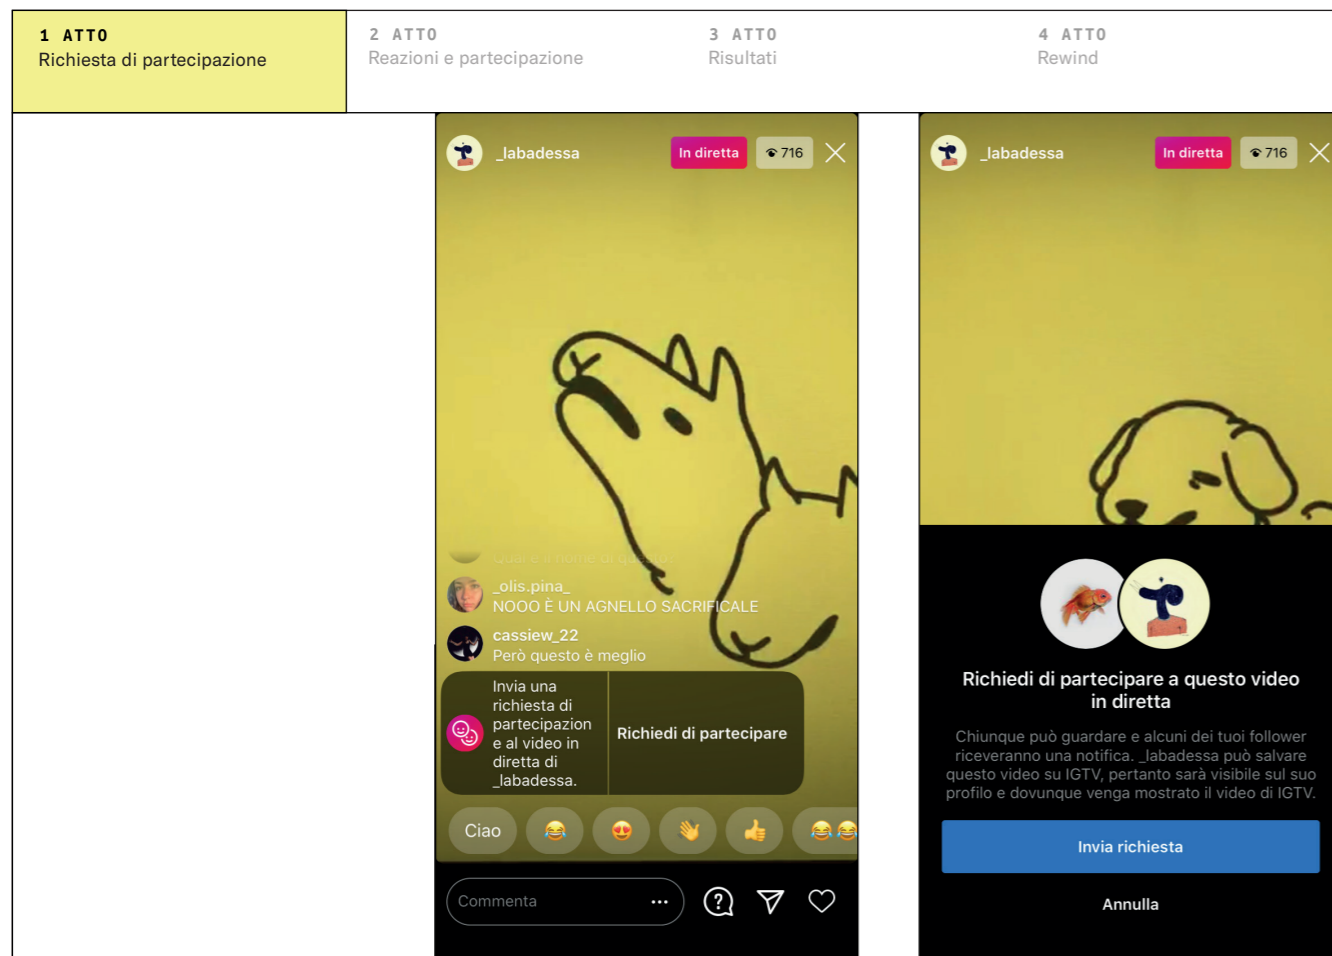 1 ATTO
Richiesta di partecipazione
2 ATTO
Reazioni e partecipazione
3 ATTO
Risultati
4 ATTO
Rewind
_labadessa
In diretta
716
_olis.pina_
NOOO È UN AGNELLO SACRIFICALE
cassiew_22
Però questo è meglio
Invia una
richiesta di
partecipazion
e al video in
diretta di
_labadessa.
Richiedi di partecipare
Ciao
Commenta
_labadessa
In diretta
716
Richiedi di partecipare a questo video
in diretta
Chiunque può guardare e alcuni dei tuoi follower
riceveranno una notifica. _labadessa può salvare
questo video su IGTV, pertanto sarà visibile sul suo
profilo e dovunque venga mostrato il video di IGTV.
Invia richiesta
Annulla